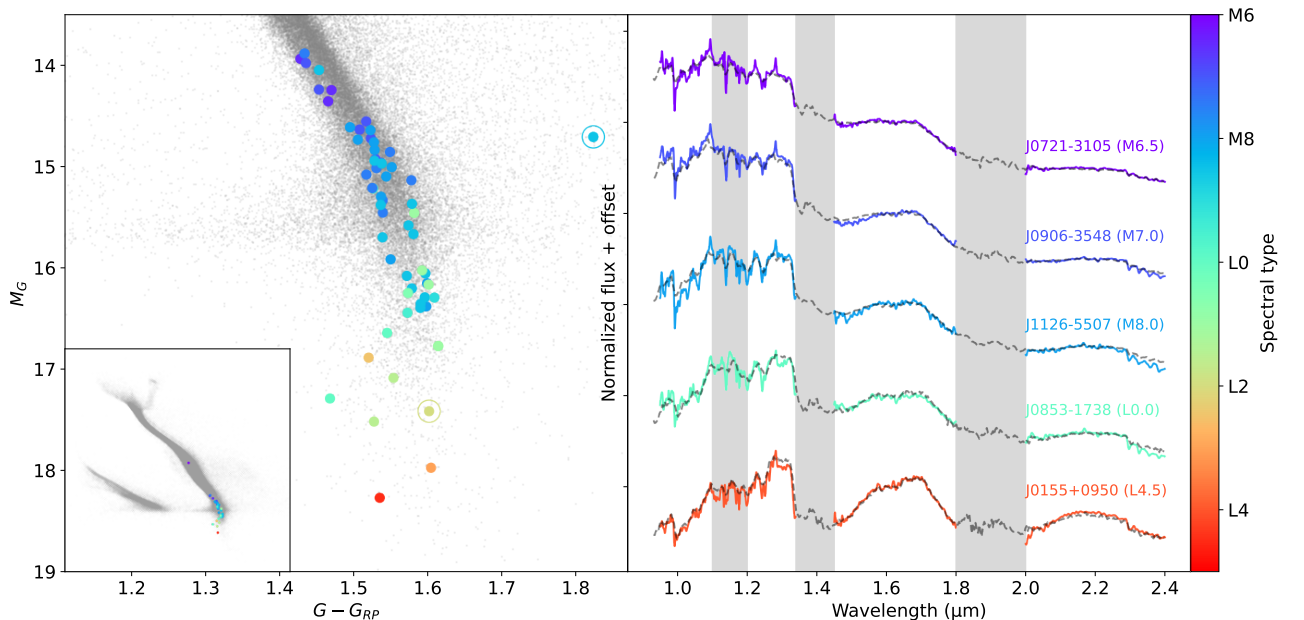 14
15
16
17
18
19
M_G
1.2
1.3
1.4
1.5
1.6
1.7
1.8
G − G_RP
Normalized flux + offset
J0721-3105 (M6.5)
J0906-3548 (M7.0)
J1126-5507 (M8.0)
J0853-1738 (L0.0)
J0155+0950 (L4.5)
1.0
1.2
1.4
1.6
1.8
2.0
2.2
2.4
Wavelength (μm)
M6
M8
L0
L2
L4
Spectral type